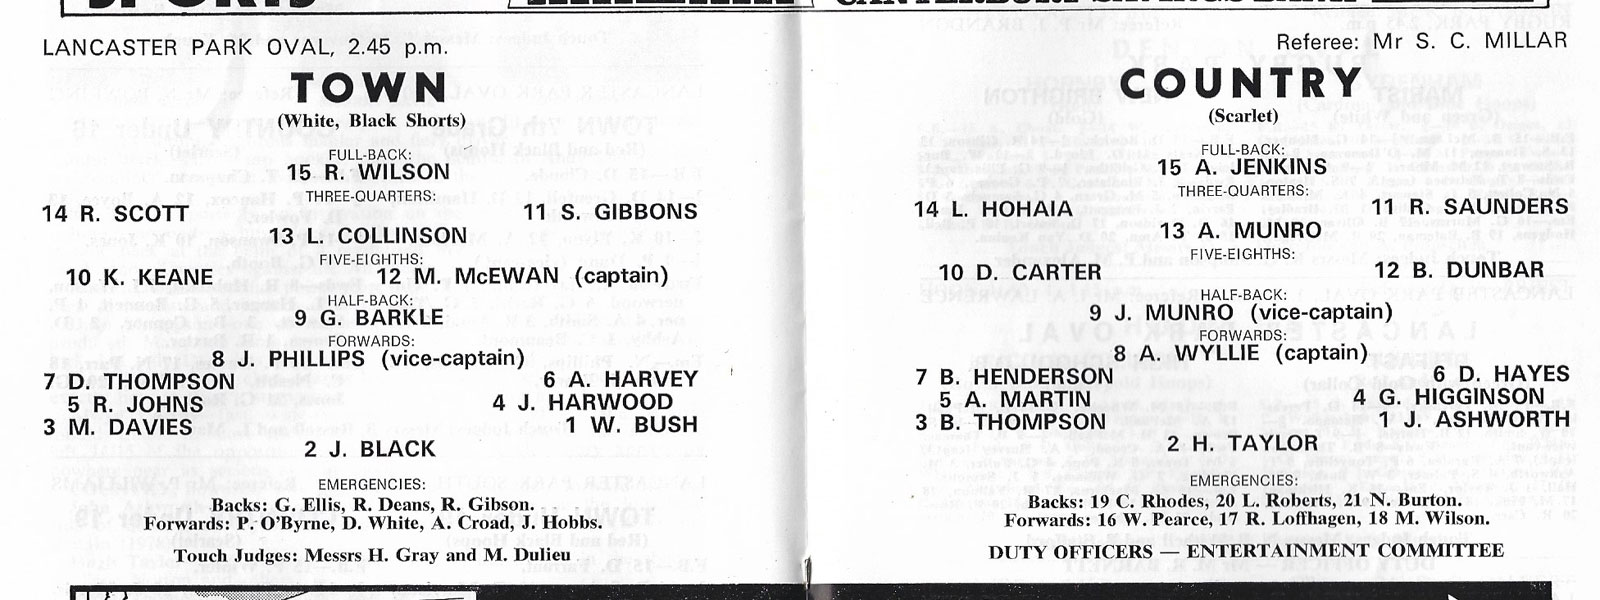 SPORTS
CANTERBURY SAVINGS BANK
LANCASTER PARK OVAL, 2.45 p.m.
TOWN
(White, Black Shorts)
FULL-BACK:
15 R. WILSON
THREE-QUARTERS:
14 R. SCOTT 11 S. GIBBONS
13 L. COLLINSON
FIVE-EIGHTHS:
10 K. KEANE 12 M. McEWAN (captain)
HALF-BACK:
9 G. BARKLE
FORWARDS:
8 J. PHILLIPS (vice-captain)
7 D. THOMPSON 6 A. HARVEY
5 R. JOHNS 4 J. HARWOOD
3 M. DAVIES 1 W. BUSH
2 J. BLACK
EMERGENCIES:
Backs: G. Ellis, R. Deans, R. Gibson.
Forwards: P. O'Byrne, D. White, A. Croad, J. Hobbs.
Touch Judges: Messrs H. Gray and M. Dulieu
Referee: Mr S. C. MILLAR
COUNTRY
(Scarlet)
FULL-BACK:
15 A. JENKINS
THREE-QUARTERS:
14 L. HOHAIA 11 R. SAUNDERS
13 A. MUNRO
FIVE-EIGHTHS:
10 D. CARTER 12 B. DUNBAR
HALF-BACK:
9 J. MUNRO (vice-captain)
FORWARDS:
8 A. WYLLIE (captain)
7 B. HENDERSON 6 D. HAYES
5 A. MARTIN 4 G. HIGGINSON
3 B. THOMPSON 1 J. ASHWORTH
2 H. TAYLOR
EMERGENCIES:
Backs: 19 C. Rhodes, 20 L. Roberts, 21 N. Burton.
Forwards: 16 W. Pearce, 17 R. Loffhagen, 18 M. Wilson.
DUTY OFFICERS — ENTERTAINMENT COMMITTEE